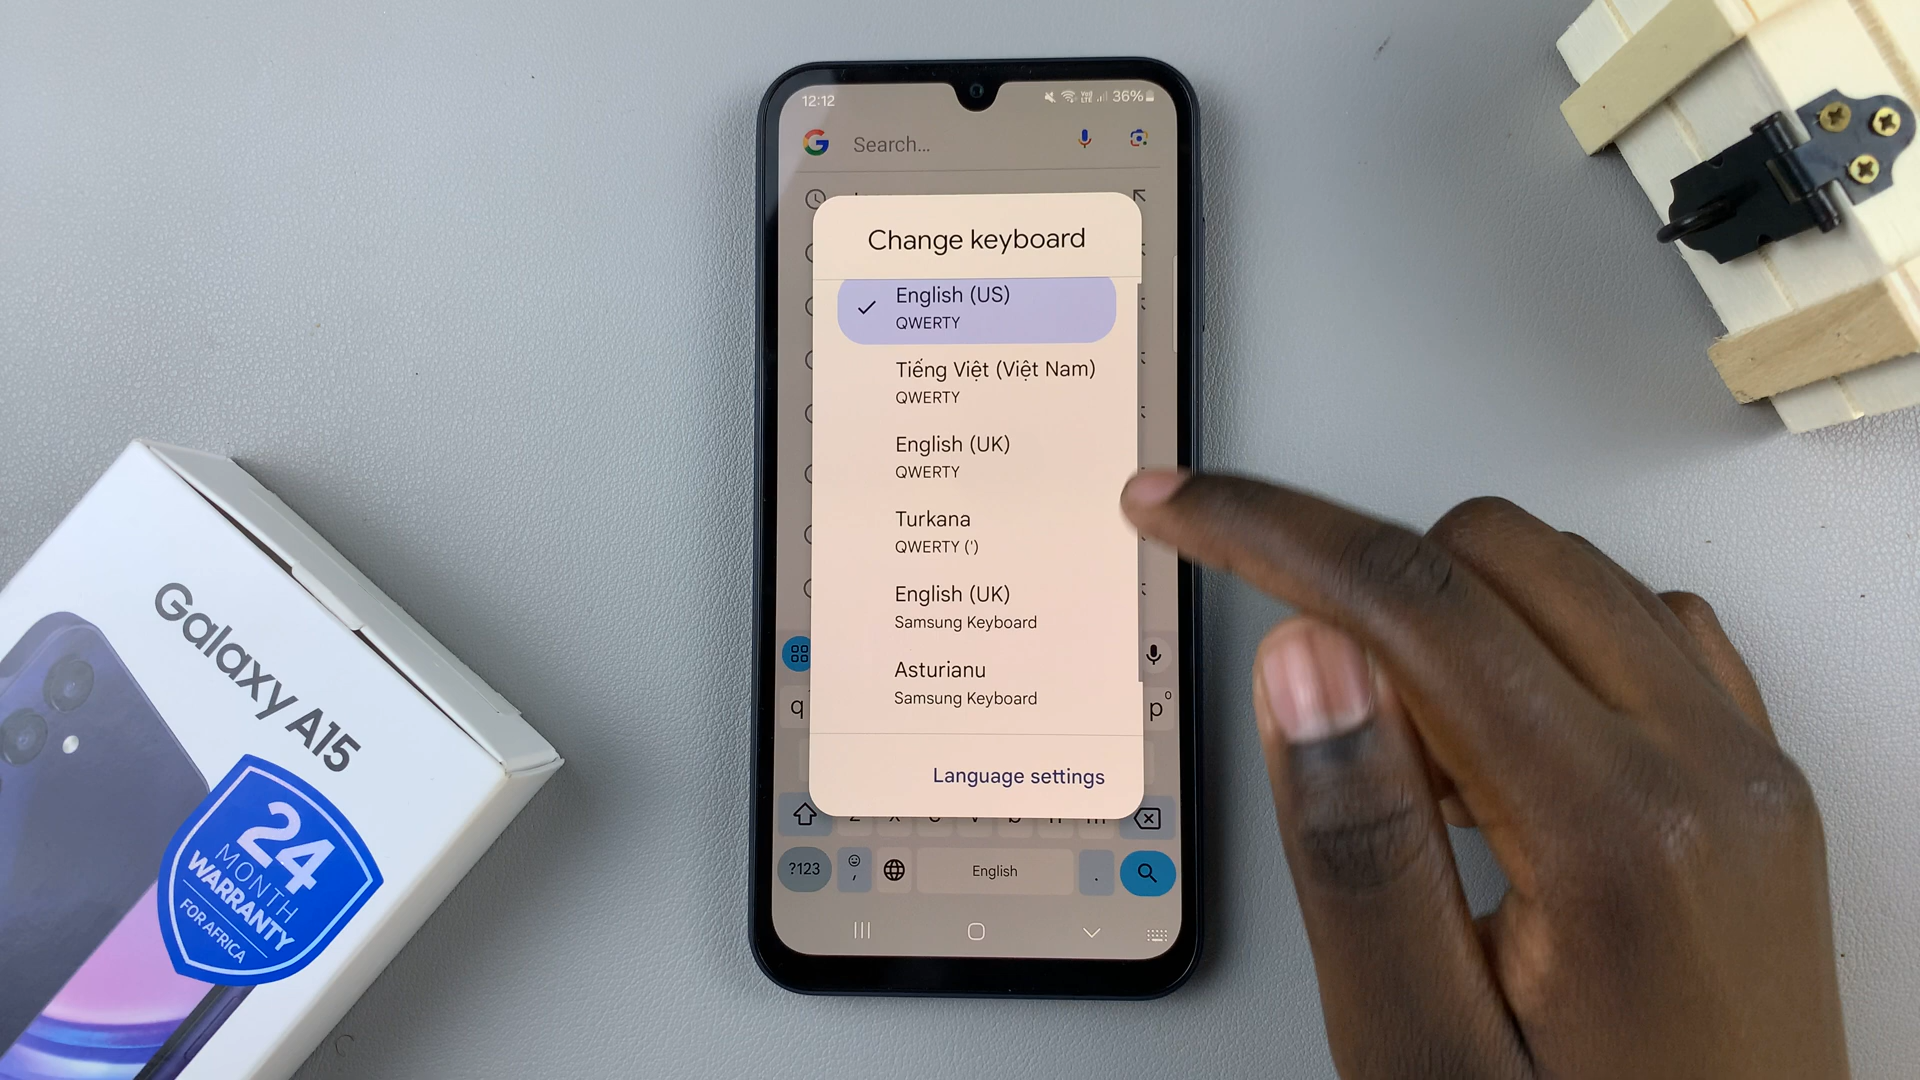 12:12
36%
Search...
Change keyboard
English (US)
QWERTY
Tiếng Việt (Việt Nam)
QWERTY
English (UK)
QWERTY
Turkana
QWERTY (')
English (UK)
Samsung Keyboard
Asturianu
Samsung Keyboard
Language settings
q
p
0
?123
,
English
.
Galaxy A15
24
MONTH
WARRANTY
FOR AFRICA